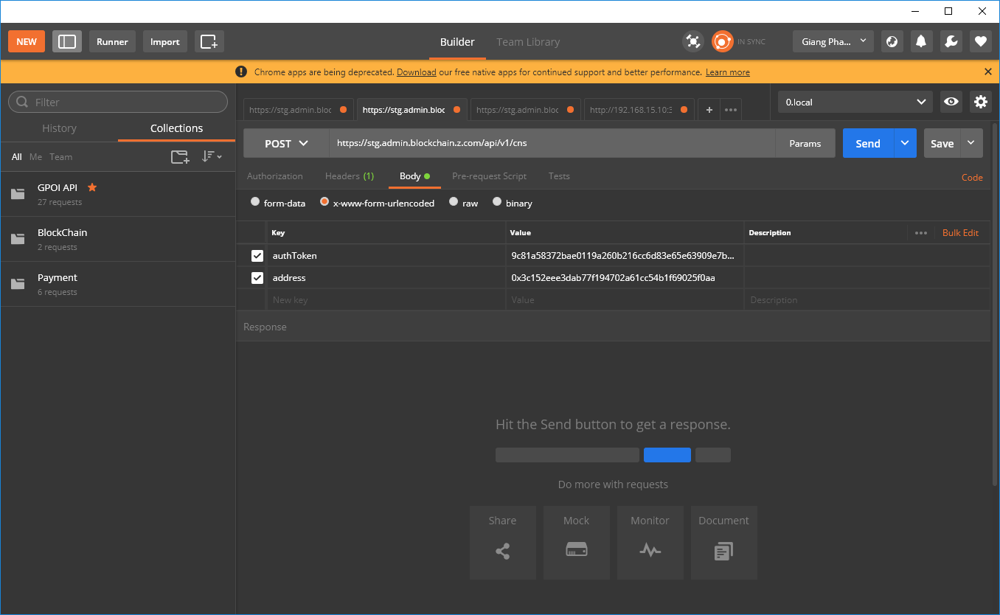 NEW Runner Import Builder Team Library IN SYNC Giang Pha...
Chrome apps are being deprecated. Download our free native apps for continued support and better performance. Learn more
Filter
History Collections
All Me Team
GPOI API
27 requests
BlockChain
2 requests
Payment
6 requests
https://stg.admin.bloc https://stg.admin.bloc https://stg.admin.bloc http://192.168.15.10:3 0.local
POST https://stg.admin.blockchain.z.com/api/v1/cns Params Send Save
Authorization Headers (1) Body Pre-request Script Tests Code
form-data x-www-form-urlencoded raw binary
Key Value Description Bulk Edit
authToken 9c81a58372bae0119a260b216cc6d83e65e63909e7b...
address 0x3c152eee3dab77f194702a61cc54b1f69025f0aa
New key Value Description
Response
Hit the Send button to get a response.
Do more with requests
Share Mock Monitor Document